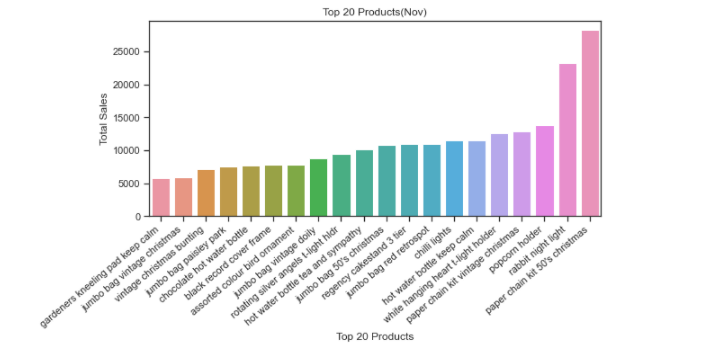 Top 20 Products(Nov)
Total Sales
25000
20000
15000
10000
5000
0
gardeners kneeling pad keep calm
jumbo bag vintage christmas
vintage christmas bunting
jumbo bag paisley park
chocolate hot water bottle
black record cover frame
assorted colour bird ornament
jumbo bag vintage doily
rotating silver angels t-light hldr
hot water bottle tea and sympathy
jumbo bag 50's christmas
regency cakestand 3 tier
jumbo bag red retrospot
chilli lights
hot water bottle keep calm
white hanging heart t-light holder
paper chain kit vintage christmas
popcorn holder
rabbit night light
paper chain kit 50's christmas
Top 20 Products